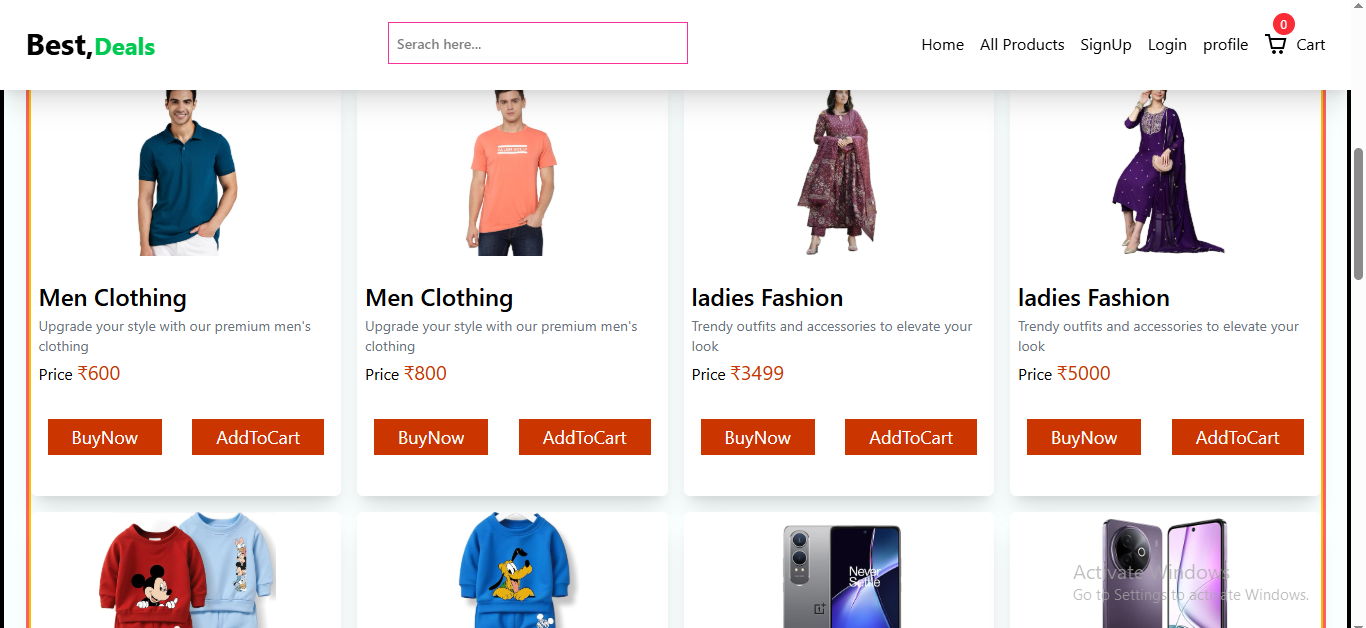 Best,Deals
Serach here...
Home All Products SignUp Login profile 0 Cart
Men Clothing
Upgrade your style with our premium men's
clothing
Price ₹600
BuyNow AddToCart
Men Clothing
Upgrade your style with our premium men's
clothing
Price ₹800
BuyNow AddToCart
ladies Fashion
Trendy outfits and accessories to elevate your
look
Price ₹3499
BuyNow AddToCart
ladies Fashion
Trendy outfits and accessories to elevate your
look
Price ₹5000
BuyNow AddToCart
Never
Settle
Activate Windows
Go to Settings to activate Windows.